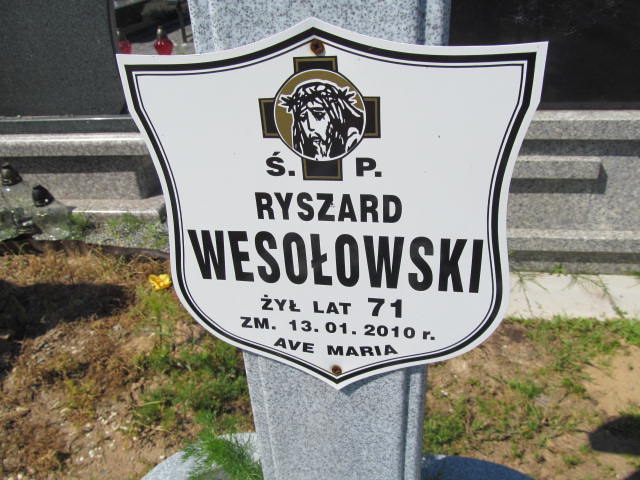 Ś. P.
RYSZARD
WESOŁOWSKI
ŻYŁ LAT 71
ZM. 13.01.2010 r.
AVE MARIA